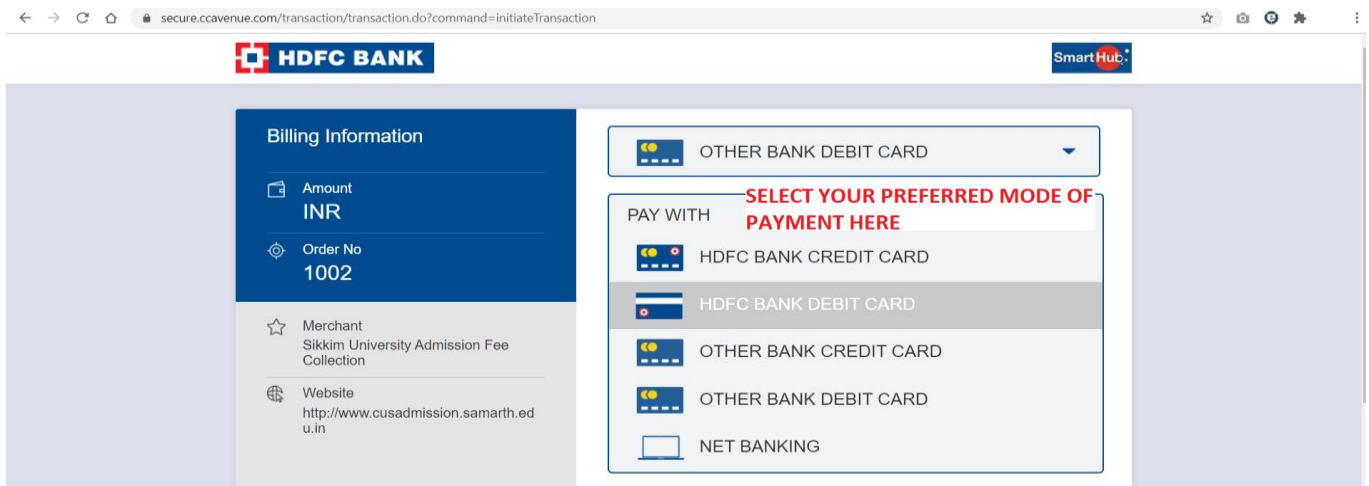 secure.ccavenue.com/transaction/transaction.do?command=initiateTransaction
HDFC BANK
SmartHub
Billing Information
Amount
INR
Order No
1002
Merchant
Sikkim University Admission Fee
Collection
Website
http://www.cusadmission.samarth.ed
u.in
OTHER BANK DEBIT CARD
PAY WITH
SELECT YOUR PREFERRED MODE OF
PAYMENT HERE
HDFC BANK CREDIT CARD
HDFC BANK DEBIT CARD
OTHER BANK CREDIT CARD
OTHER BANK DEBIT CARD
NET BANKING